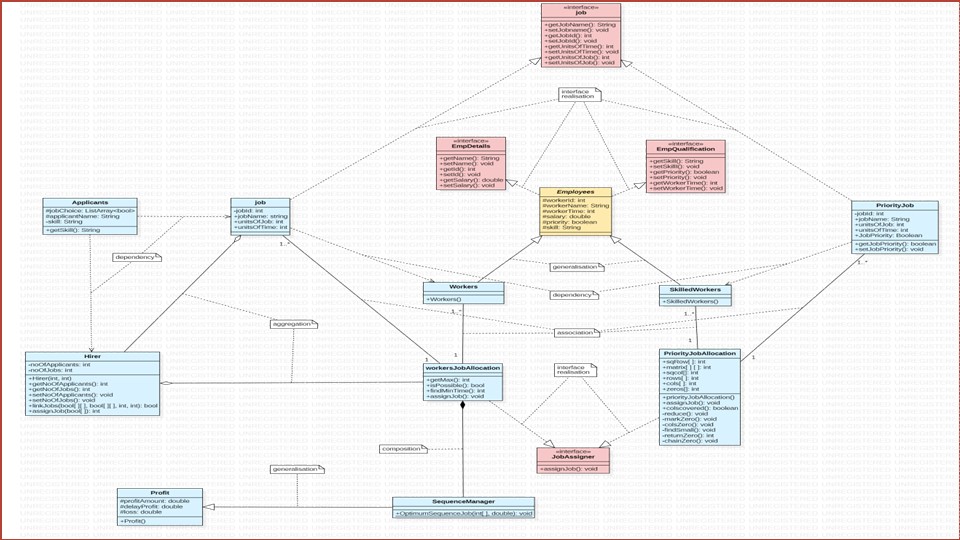 «interface»
job
+getJobName(): String
+setJobname(): void
+getJobId(): int
+setJobId(): void
+getUnitsOfTime(): int
+setUnitsOfTime(): void
+getUnitsOfJob(): int
+setUnitsOfJob(): void
interface
realisation
«interface»
EmpDetails
+getName(): String
+setName(): void
+getId(): int
+setId(): void
+getSalary(): double
+setSalary(): void
«interface»
EmpQualification
+getSkill(): String
+setSkill(): void
+getPriority(): boolean
+setPriority(): void
+getWorkerTime(): int
+setWorkerTime(): void
Employees
#workerId: int
#workerName: String
#workerTime: int
#salary: double
#priority: boolean
#skill: String
Applicants
#jobChoice: ListArray<bool>
#applicantName: String
-skill: String
+getSkill(): String
job
-jobId: int
+jobName: string
+unitsOfJob: int
+unitsOfTime: int
1..*
PriorityJob
-jobId: int
+jobName: String
+unitsOfJob: int
+unitsOfTime: int
+JobPriority: Boolean
+getJobPriority(): boolean
+setJobPriority(): void
1..*
dependency
generalisation
Workers
+Workers()
1..*
dependency
SkilledWorkers
+SkilledWorkers()
1..*
aggregation
association
1
1
1
1
Hirer
-noOfApplicants: int
-noOfJobs: int
+Hirer(int, int)
+getNoOfApplicants(): int
+getNoOfJobs(): int
+setNoOfApplicants(): void
+setNoOfJobs(): void
+linkJobs(bool[ ][ ], bool[ ][ ], int, int): bool
+assignJob(bool[ ]): int
workersJobAllocation
+getMax(): int
+isPossible(): bool
+findMinTime(): int
+assignJob(): void
interface
realisation
PriorityJobAllocation
+sqRow[ ]: int
+matrix[ ] [ ]: int
+sqcol[ ]: int
+rows[ ]: int
+cols[ ]: int
+zeros[ ]: int
+priorityJobAllocation()
+assignJob(): void
+colscovered(): boolean
-reduce(): void
-markZero(): void
-colsZero(): void
-findSmall(): void
-returnZero(): int
-chainZero(): void
«interface»
JobAssigner
+assignJob(): void
composition
generalisation
Profit
#profitAmount: double
#delayProfit: double
#loss: double
+Profit()
SequenceManager
+OptimumSequenceJob(int[ ], double): void